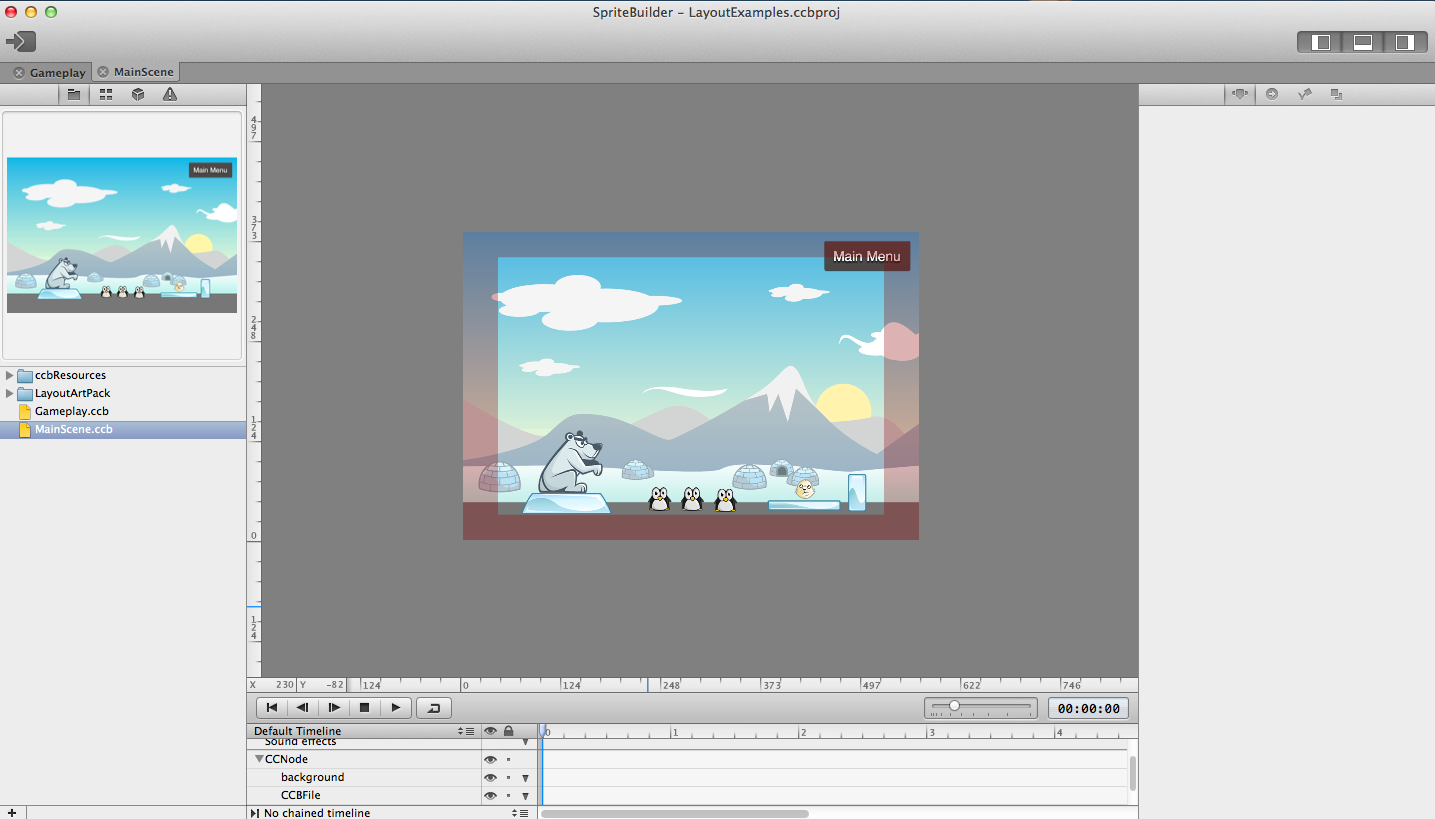 SpriteBuilder – LayoutExamples.ccbproj
Gameplay
MainScene
Main Menu
ccbResources
LayoutArtPack
Gameplay.ccb
MainScene.ccb
497
373
248
124
0
124
Main Menu
X 230 Y -82
124 0 124 248 373 497 622 746
00:00:00
Default Timeline
0 1 2 3 4
Sound effects
CCNode
background
CCBFile
No chained timeline